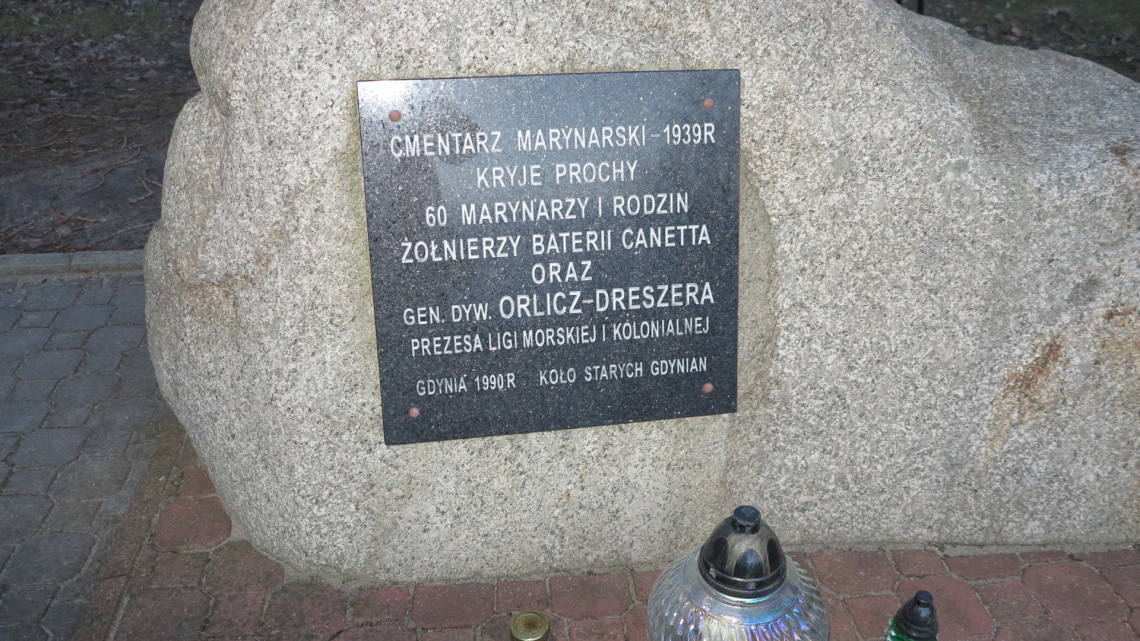 CMENTARZ MARYNARSKI - 1939R
KRYJE PROCHY
60 MARYNARZY I RODZIN
ŻOŁNIERZY BATERII CANETTA
ORAZ
GEN. DYW. ORLICZ-DRESZERA
PREZESA LIGI MORSKIEJ I KOLONIALNEJ
GDYNIA 1990R KOŁO STARYCH GDYNIAN